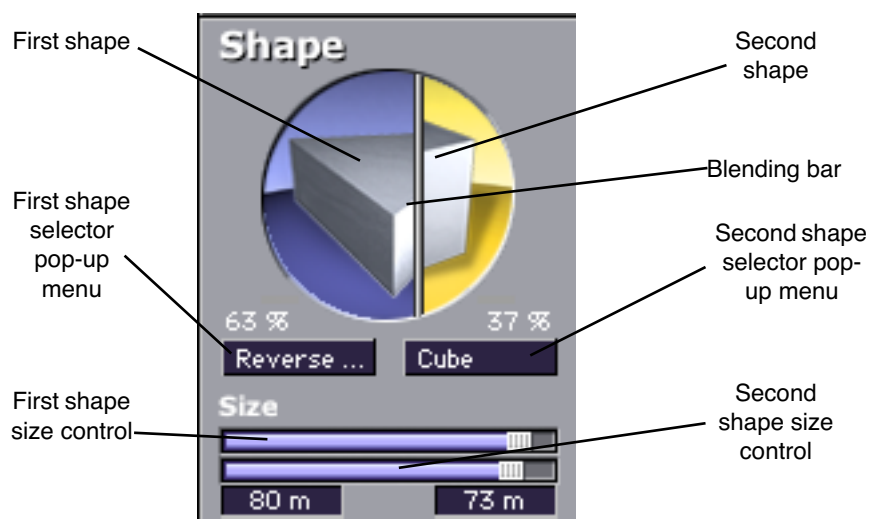 First shape
Shape
Second
shape
Blending bar
First shape
selector
pop-up
menu
Second shape
selector pop-
up menu
63 %
37 %
Reverse ...
Cube
First shape
size control
Size
Second
shape size
control
80 m
73 m